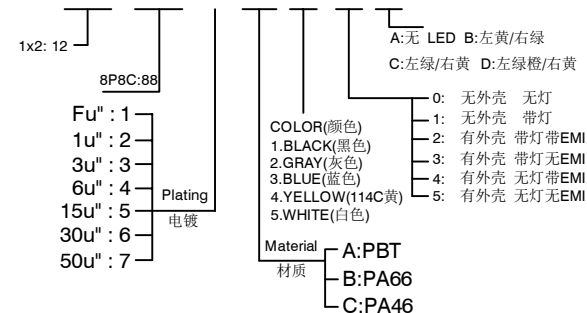 1x2: 12
8P8C:88
Fu" : 1
1u" : 2
3u" : 3
6u" : 4
15u" : 5
30u" : 6
50u" : 7
Plating
电镀
Material
材质
A:PBT
B:PA66
C:PA46
COLOR(颜色)
1.BLACK(黑色)
2.GRAY(灰色)
3.BLUE(蓝色)
4.YELLOW(114C黄)
5.WHITE(白色)
A:无 LED B:左黄/右绿
C:左绿/右黄 D:左绿橙/右黄
0: 无外壳 无灯
1: 无外壳 带灯
2: 有外壳 带灯带EMI
3: 有外壳 带灯无EMI
4: 有外壳 无灯带EMI
5: 有外壳 无灯无EMI